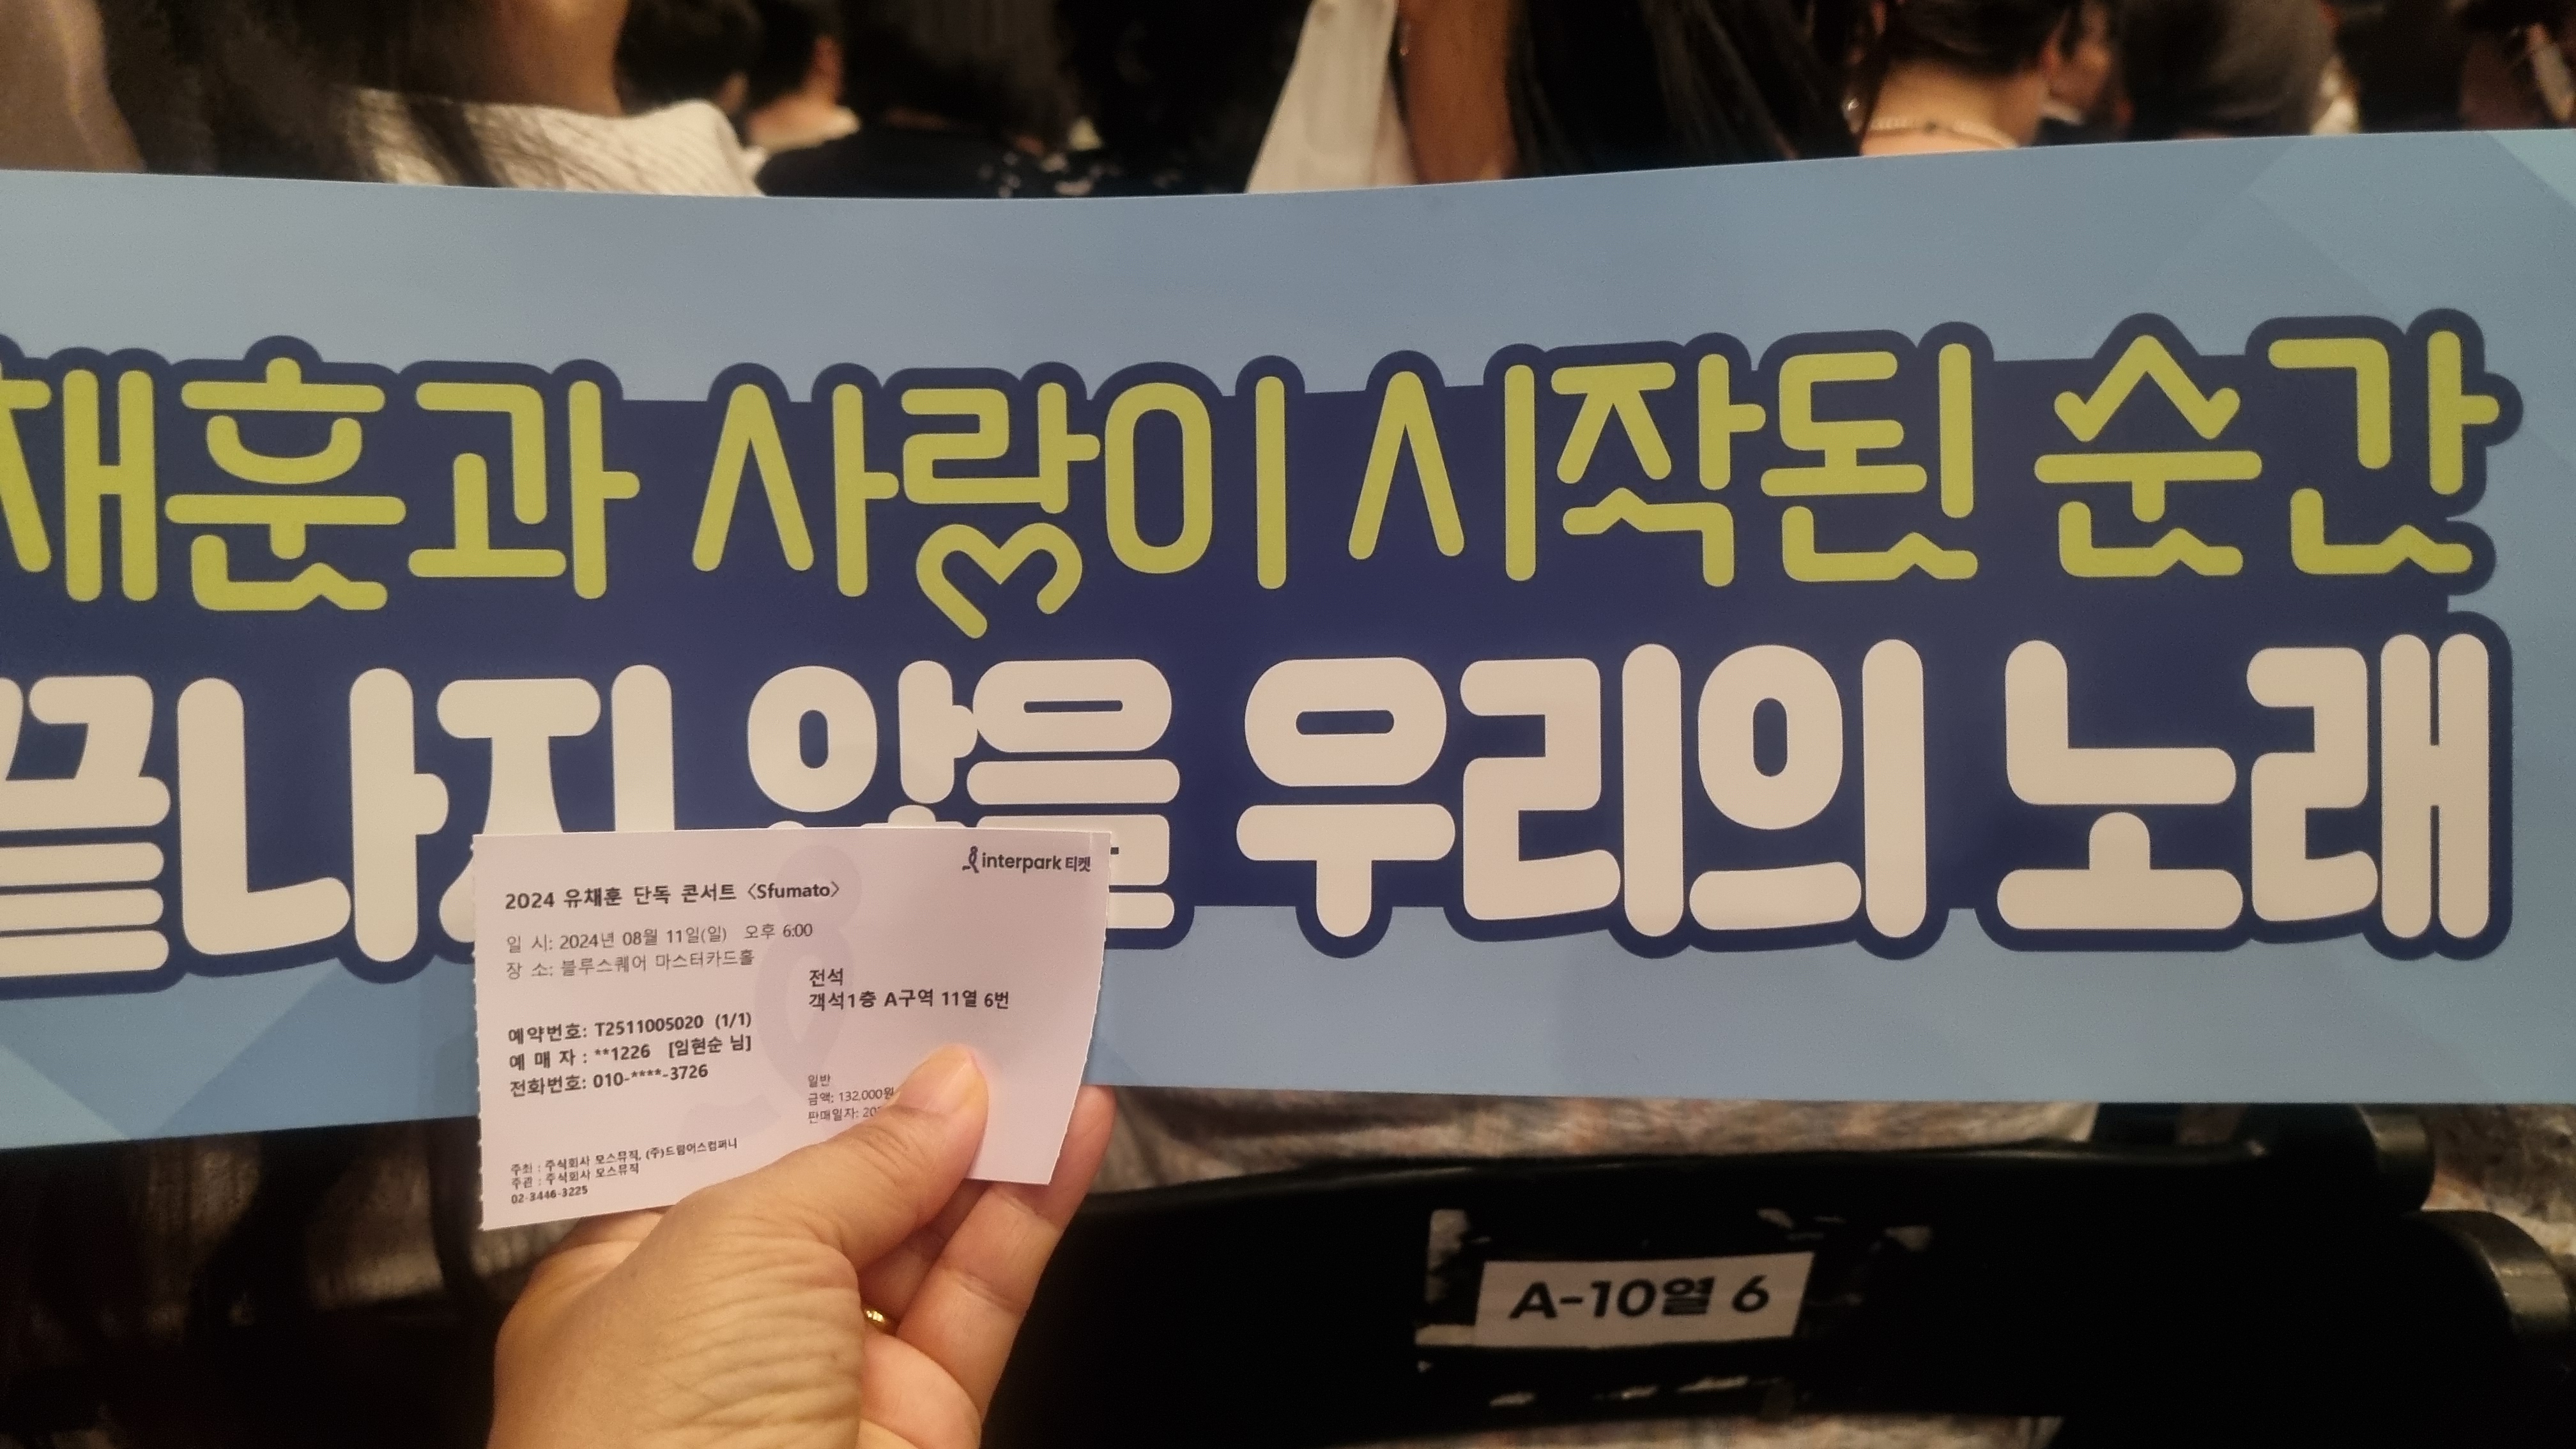 채훈과 사랑이 시작된 순간
끝나지 않을 우리의 노래
interpark 티켓
2024 유채훈 단독 콘서트 〈Sfumato〉
일 시: 2024년 08월 11일(일) 오후 6:00
장 소: 블루스퀘어 마스터카드홀
전석
객석1층 A구역 11열 6번
예약번호: T2511005020 (1/1)
예 매 자 : **1226 [임현순 님]
전화번호: 010-****-3726
일반
금액: 132,000원
판매일자: 202
주최 : 주식회사 모스뮤직, (주)드림어스컴퍼니
주관 : 주식회사 모스뮤직
02-3446-3225
A-10열 6